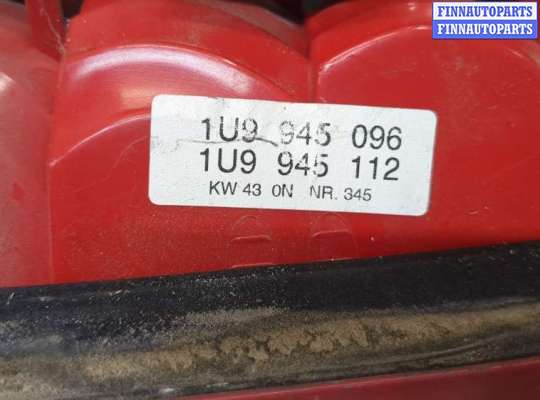 FINNAUTOPARTS
FINNAUTOPARTS
1U9 945 096
1U9 945 112
KW 43 0N NR. 345